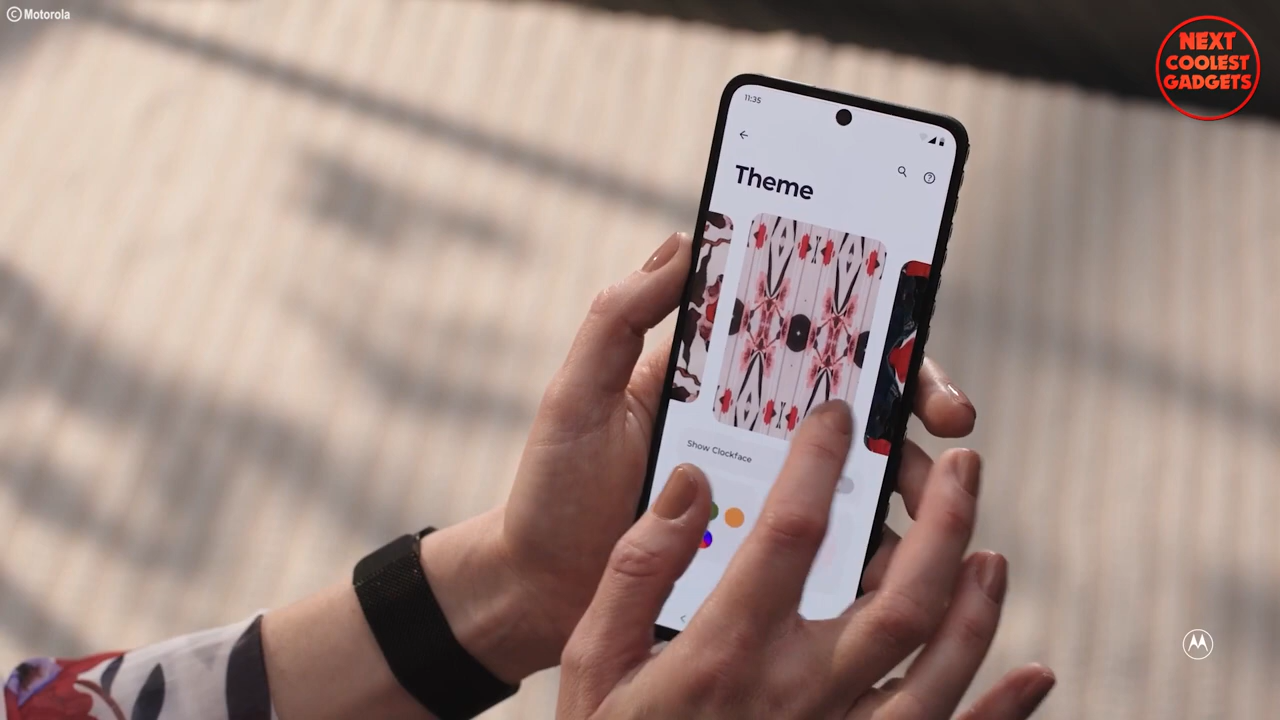 © Motorola
NEXT
COOLEST
GADGETS
11:35
Theme
Show Clockface